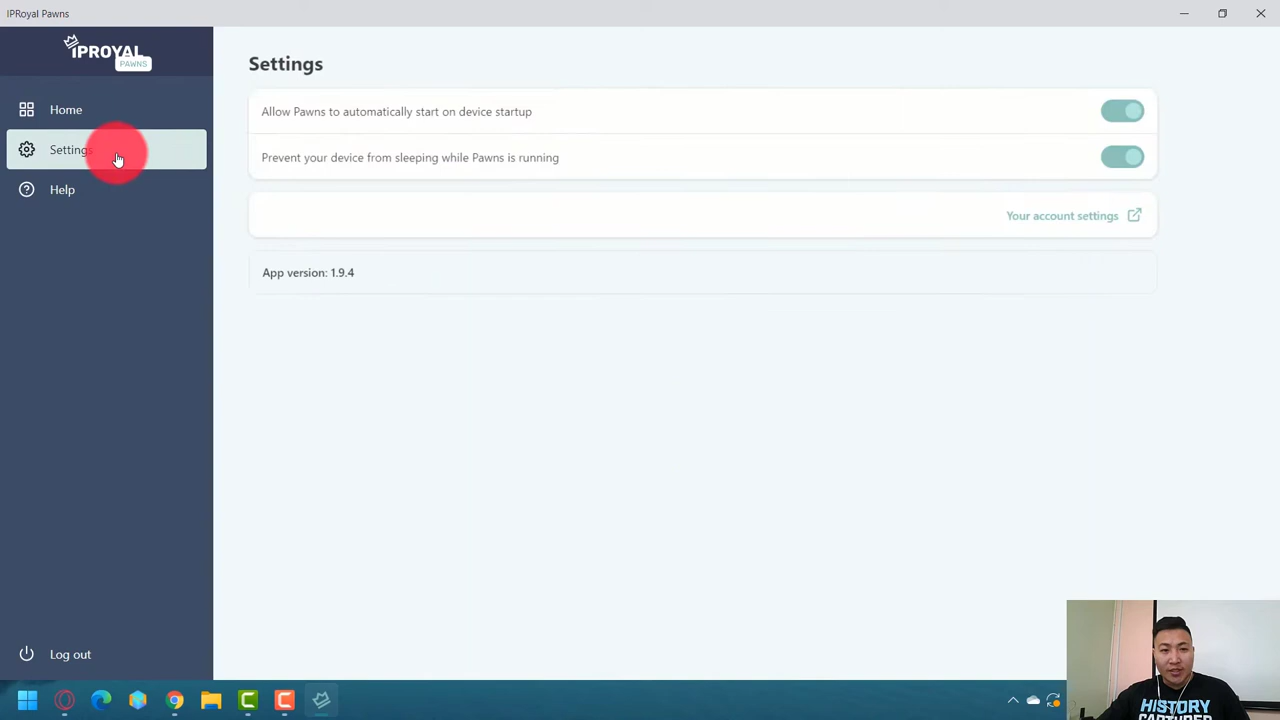 IPRoyal Pawns
IPROYAL
PAWNS
Home
Settings
Help
Log out
Settings
Allow Pawns to automatically start on device startup
Prevent your device from sleeping while Pawns is running
Your account settings
App version: 1.9.4
HISTORY
CAPTURED